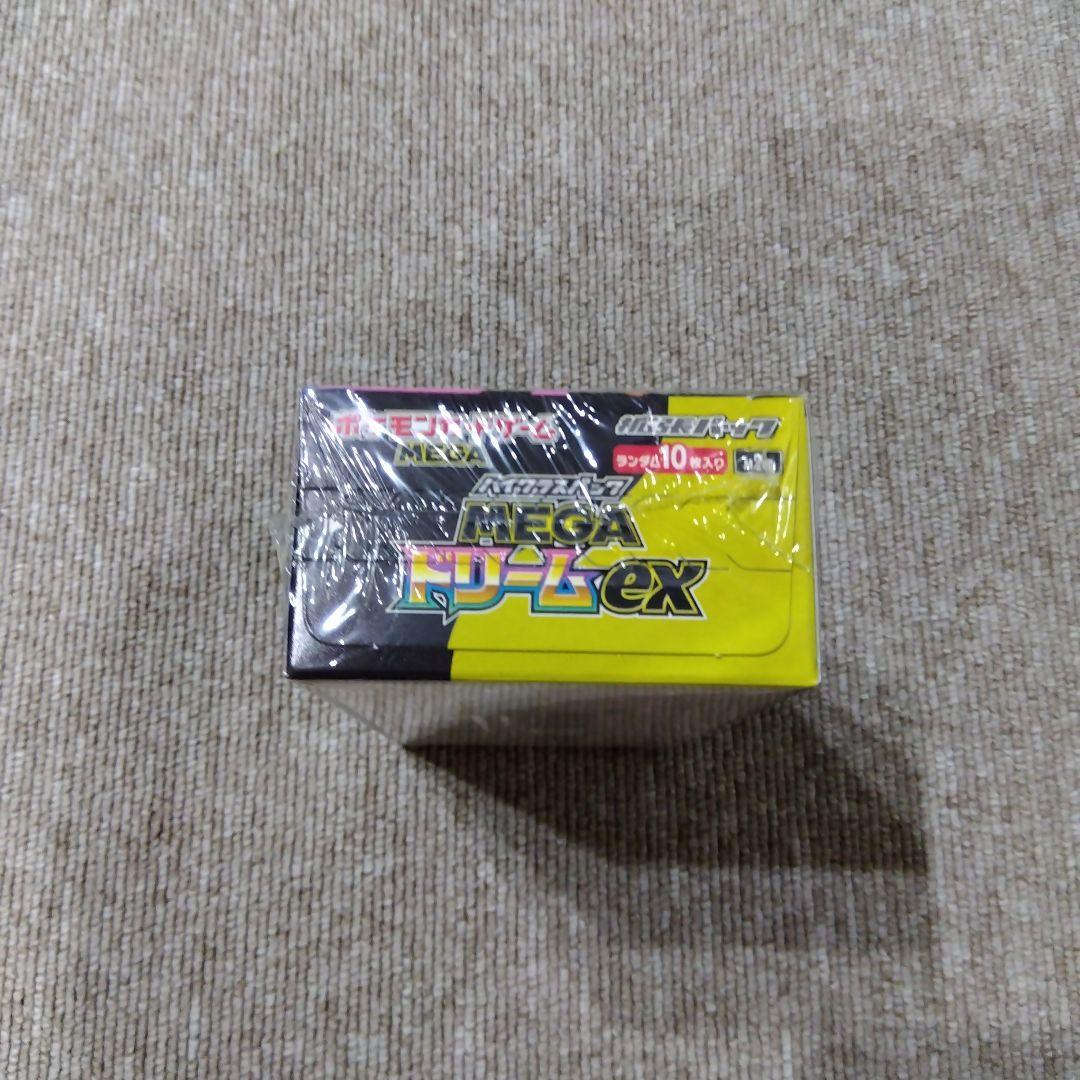 ポケモンカードゲーム
MEGA
拡張パック
ランダム10枚入り
ハイクラスパック
MEGA
ドリームex